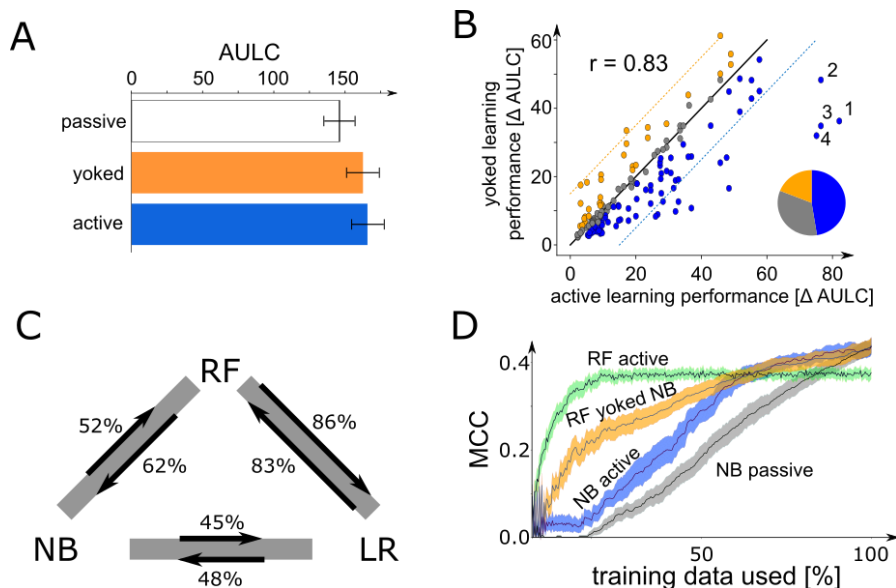 A
AULC
0 50 100 150
passive
yoked
active
B
r = 0.83
yoked learning
performance [Δ AULC]
60
40
20
0
2
3
1
4
0 20 40 60 80
active learning performance [Δ AULC]
C
RF
52%
62%
86%
83%
45%
NB
LR
48%
D
MCC
0.4
0.2
0.0
RF active
RF yoked NB
NB active
NB passive
50
100
training data used [%]